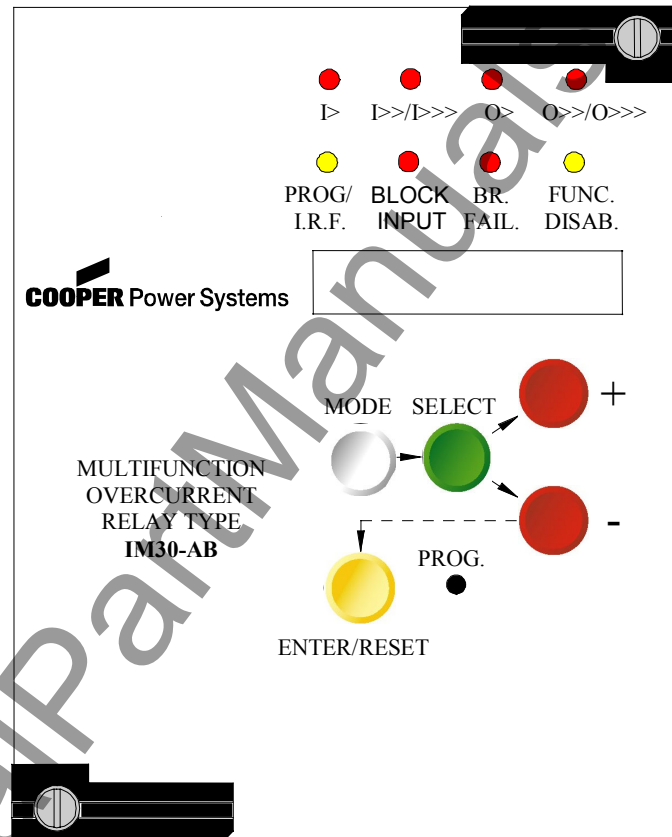 I> I>>/I>>> O> O>>/O>>>
PROG/ I.R.F. BLOCK INPUT BR. FAIL. FUNC. DISAB.
COOPER Power Systems
MODE SELECT +
MULTIFUNCTION
OVERCURRENT
RELAY TYPE
IM30-AB
-
PROG.
ENTER/RESET